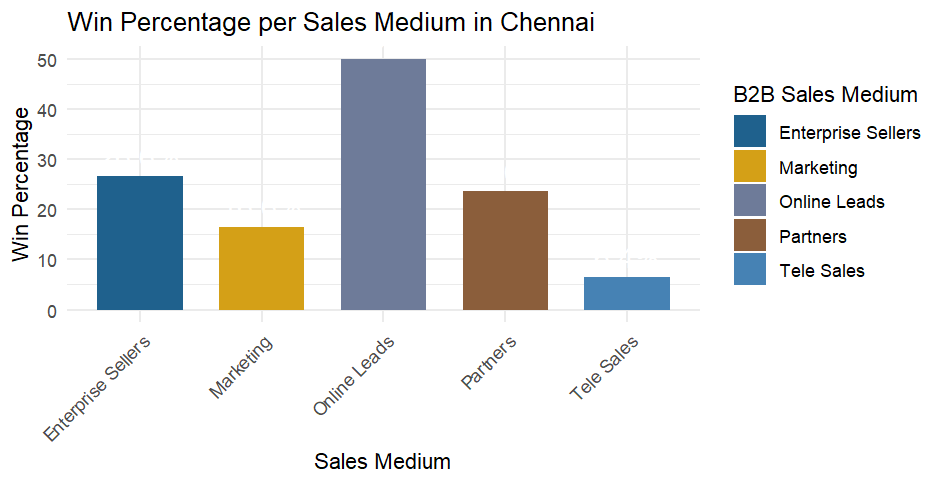 Win Percentage per Sales Medium in Chennai
Win Percentage
50
40
30
20
10
0
Enterprise Sellers
Marketing
Online Leads
Partners
Tele Sales
Sales Medium
B2B Sales Medium
Enterprise Sellers
Marketing
Online Leads
Partners
Tele Sales